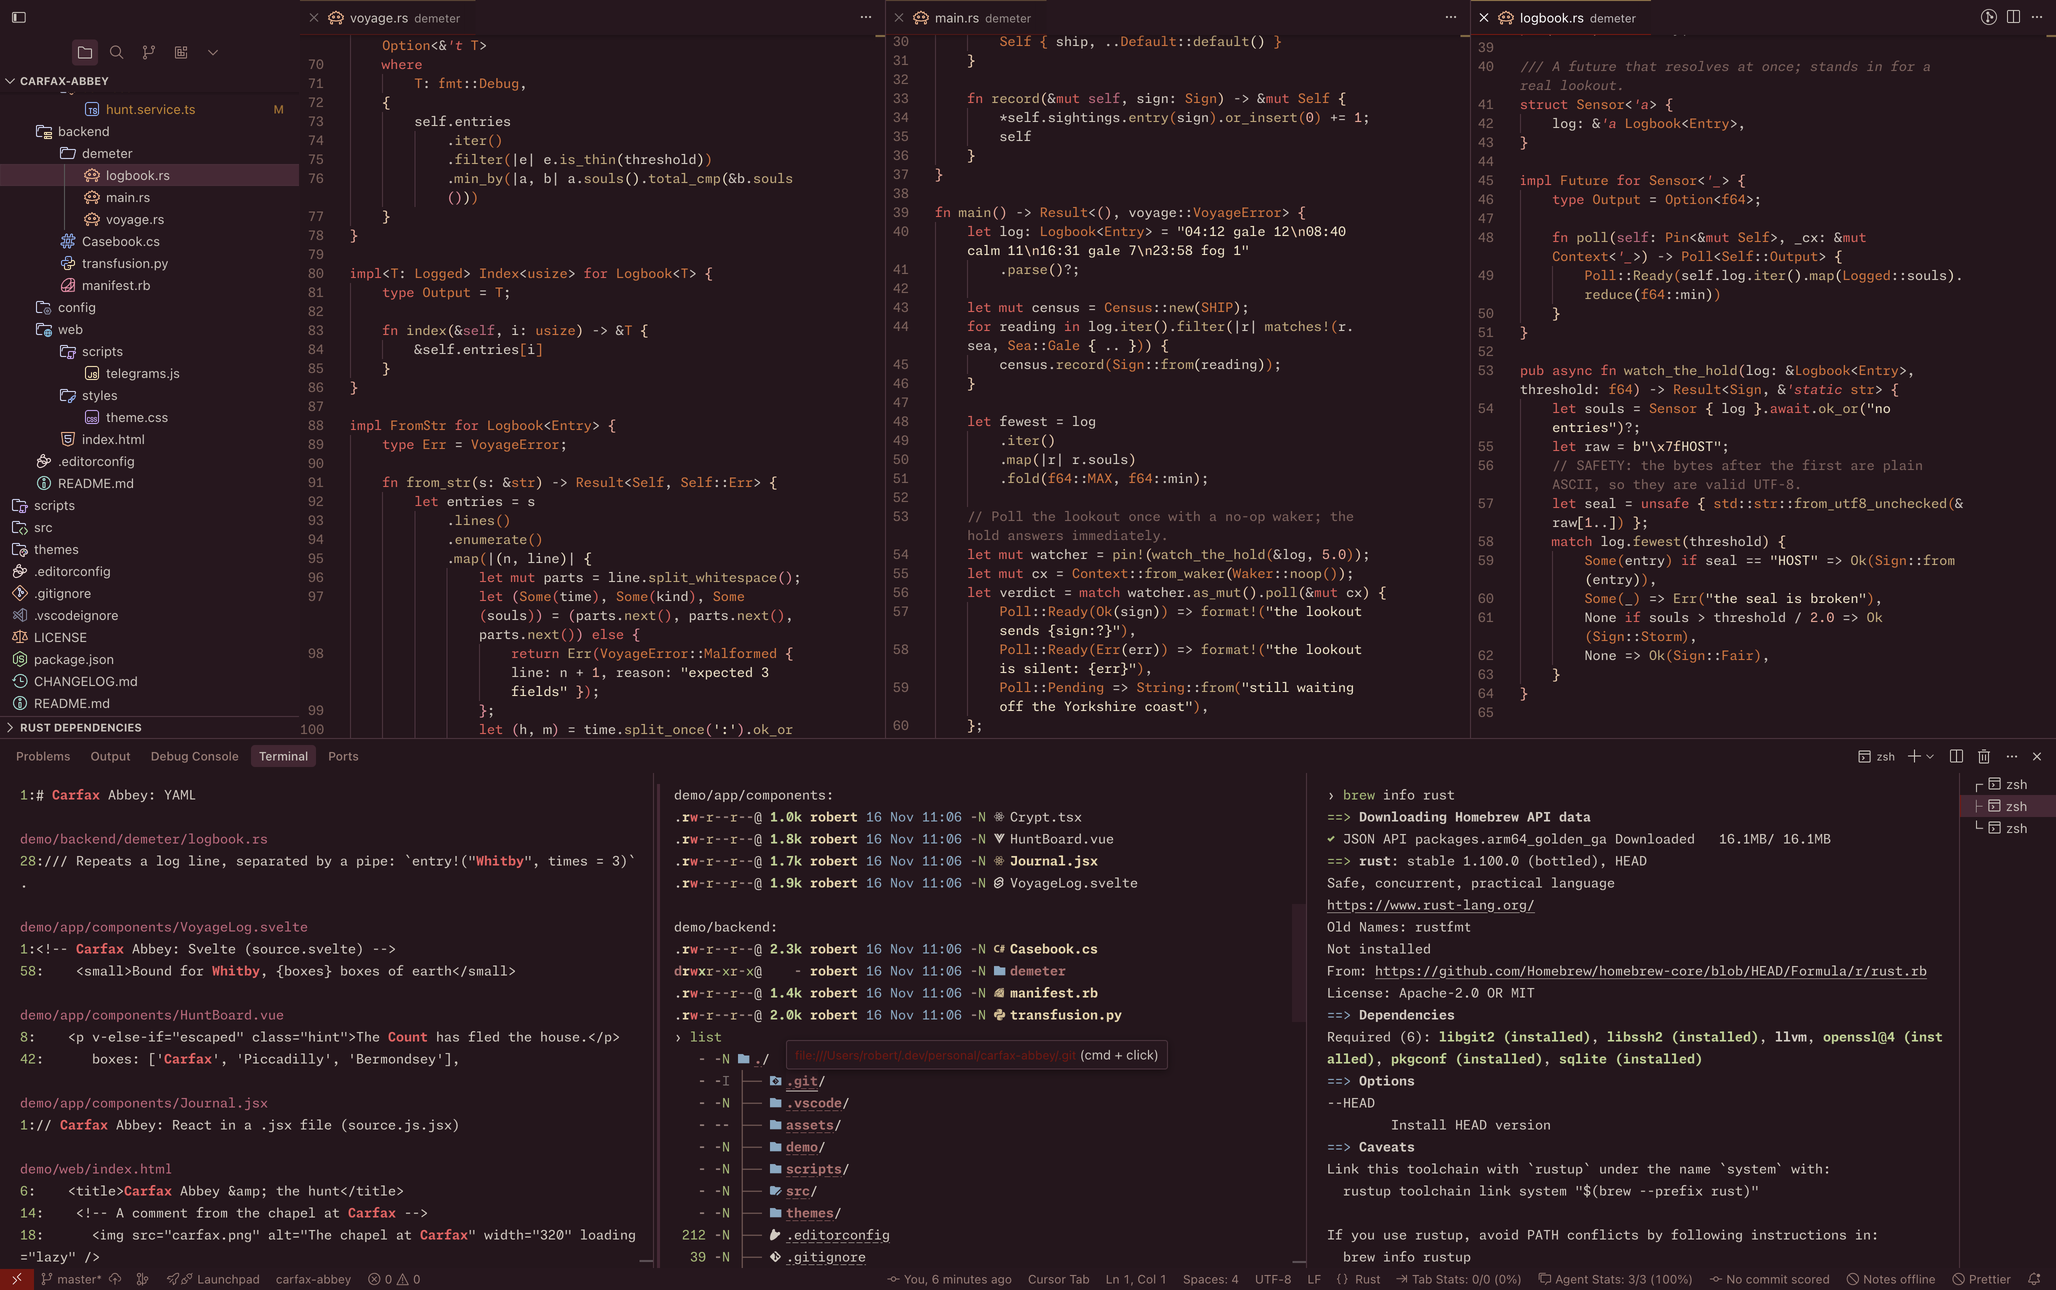 voyage.rs demeter
main.rs demeter
logbook.rs demeter
CARFAX-ABBEY
hunt.service.ts M
backend
demeter
logbook.rs
main.rs
voyage.rs
Casebook.cs
transfusion.py
manifest.rb
config
web
scripts
telegrams.js
styles
theme.css
index.html
.editorconfig
README.md
scripts
src
themes
.editorconfig
.gitignore
.vscodeignore
LICENSE
package.json
CHANGELOG.md
README.md
RUST DEPENDENCIES
Option<&'t T>
70 where
71 T: fmt::Debug,
72 {
73 self.entries
74 .iter()
75 .filter(|e| e.is_thin(threshold))
76 .min_by(|a, b| a.souls().total_cmp(&b.souls
()))
77 }
78 }
79
80 impl<T: Logged> Index<usize> for Logbook<T> {
81 type Output = T;
82
83 fn index(&self, i: usize) -> &T {
84 &self.entries[i]
85 }
86 }
87
88 impl FromStr for Logbook<Entry> {
89 type Err = VoyageError;
90
91 fn from_str(s: &str) -> Result<Self, Self::Err> {
92 let entries = s
93 .lines()
94 .enumerate()
95 .map(|(n, line)| {
96 let mut parts = line.split_whitespace();
97 let (Some(time), Some(kind), Some
(souls)) = (parts.next(), parts.next(),
parts.next()) else {
98 return Err(VoyageError::Malformed {
line: n + 1, reason: "expected 3
fields" });
99 };
100 let (h, m) = time.split_once(':').ok_or
30 Self { ship, ..Default::default() }
31 }
32
33 fn record(&mut self, sign: Sign) -> &mut Self {
34 *self.sightings.entry(sign).or_insert(0) += 1;
35 self
36 }
37 }
38
39 fn main() -> Result<(), voyage::VoyageError> {
40 let log: Logbook<Entry> = "04:12 gale 12\n08:40
calm 11\n16:31 gale 7\n23:58 fog 1"
41 .parse()?;
42
43 let mut census = Census::new(SHIP);
44 for reading in log.iter().filter(|r| matches!(r.
sea, Sea::Gale { .. })) {
45 census.record(Sign::from(reading));
46 }
47
48 let fewest = log
49 .iter()
50 .map(|r| r.souls)
51 .fold(f64::MAX, f64::min);
52
53 // Poll the lookout once with a no-op waker; the
hold answers immediately.
54 let mut watcher = pin!(watch_the_hold(&log, 5.0));
55 let mut cx = Context::from_waker(Waker::noop());
56 let verdict = match watcher.as_mut().poll(&mut cx) {
57 Poll::Ready(Ok(sign)) => format!("the lookout
sends {sign:?}"),
58 Poll::Ready(Err(err)) => format!("the lookout
is silent: {err}"),
59 Poll::Pending => String::from("still waiting
off the Yorkshire coast"),
60 };
39
40 /// A future that resolves at once; stands in for a
real lookout.
41 struct Sensor<'a> {
42 log: &'a Logbook<Entry>,
43 }
44
45 impl Future for Sensor<'_> {
46 type Output = Option<f64>;
47
48 fn poll(self: Pin<&mut Self>, _cx: &mut
Context<'_>) -> Poll<Self::Output> {
49 Poll::Ready(self.log.iter().map(Logged::souls).
reduce(f64::min))
50 }
51 }
52
53 pub async fn watch_the_hold(log: &Logbook<Entry>,
threshold: f64) -> Result<Sign, &'static str> {
54 let souls = Sensor { log }.await.ok_or("no
entries")?;
55 let raw = b"\x7fHOST";
56 // SAFETY: the bytes after the first are plain
ASCII, so they are valid UTF-8.
57 let seal = unsafe { std::str::from_utf8_unchecked(&
raw[1..]) };
58 match log.fewest(threshold) {
59 Some(entry) if seal == "HOST" => Ok(Sign::from
(entry)),
60 Some(_) => Err("the seal is broken"),
61 None if souls > threshold / 2.0 => Ok
(Sign::Storm),
62 None => Ok(Sign::Fair),
63 }
64 }
65
Problems Output Debug Console Terminal Ports
zsh
1:# Carfax Abbey: YAML
demo/backend/demeter/logbook.rs
28:/// Repeats a log line, separated by a pipe: `entry!("Whitby", times = 3)`
.
demo/app/components/VoyageLog.svelte
1:<!-- Carfax Abbey: Svelte (source.svelte) -->
58: <small>Bound for Whitby, {boxes} boxes of earth</small>
demo/app/components/HuntBoard.vue
8: <p v-else-if="escaped" class="hint">The Count has fled the house.</p>
42: boxes: ['Carfax', 'Piccadilly', 'Bermondsey'],
demo/app/components/Journal.jsx
1:// Carfax Abbey: React in a .jsx file (source.js.jsx)
demo/web/index.html
6: <title>Carfax Abbey &amp; the hunt</title>
14: <!-- A comment from the chapel at Carfax -->
18: <img src="carfax.png" alt="The chapel at Carfax" width="320" loading
="lazy" />
demo/app/components:
.rw-r--r--@ 1.0k robert 16 Nov 11:06 -N Crypt.tsx
.rw-r--r--@ 1.8k robert 16 Nov 11:06 -N HuntBoard.vue
.rw-r--r--@ 1.7k robert 16 Nov 11:06 -N Journal.jsx
.rw-r--r--@ 1.9k robert 16 Nov 11:06 -N VoyageLog.svelte
demo/backend:
.rw-r--r--@ 2.3k robert 16 Nov 11:06 -N Casebook.cs
drwxr-xr-x@ - robert 16 Nov 11:06 -N demeter
.rw-r--r--@ 1.4k robert 16 Nov 11:06 -N manifest.rb
.rw-r--r--@ 2.0k robert 16 Nov 11:06 -N transfusion.py
❯ list
- -N ./
file:///Users/robert/.dev/personal/carfax-abbey/.git (cmd + click)
- -I ├── .git/
- -N ├── .vscode/
- -- ├── assets/
- -N ├── demo/
- -N ├── scripts/
- -N ├── src/
- -N ├── themes/
212 -N ├── .editorconfig
39 -N ├── .gitignore
❯ brew info rust
==> Downloading Homebrew API data
✔ JSON API packages.arm64_golden_ga Downloaded 16.1MB/ 16.1MB
==> rust: stable 1.100.0 (bottled), HEAD
Safe, concurrent, practical language
https://www.rust-lang.org/
Old Names: rustfmt
Not installed
From: https://github.com/Homebrew/homebrew-core/blob/HEAD/Formula/r/rust.rb
License: Apache-2.0 OR MIT
==> Dependencies
Required (6): libgit2 (installed), libssh2 (installed), llvm, openssl@4 (inst
alled), pkgconf (installed), sqlite (installed)
==> Options
--HEAD
Install HEAD version
==> Caveats
Link this toolchain with `rustup` under the name `system` with:
rustup toolchain link system "$(brew --prefix rust)"
If you use rustup, avoid PATH conflicts by following instructions in:
brew info rustup
zsh
zsh
zsh
master* Launchpad carfax-abbey 0 0 You, 6 minutes ago Cursor Tab Ln 1, Col 1 Spaces: 4 UTF-8 LF {} Rust Tab Stats: 0/0 (0%) Agent Stats: 3/3 (100%) No commit scored Notes offline Prettier